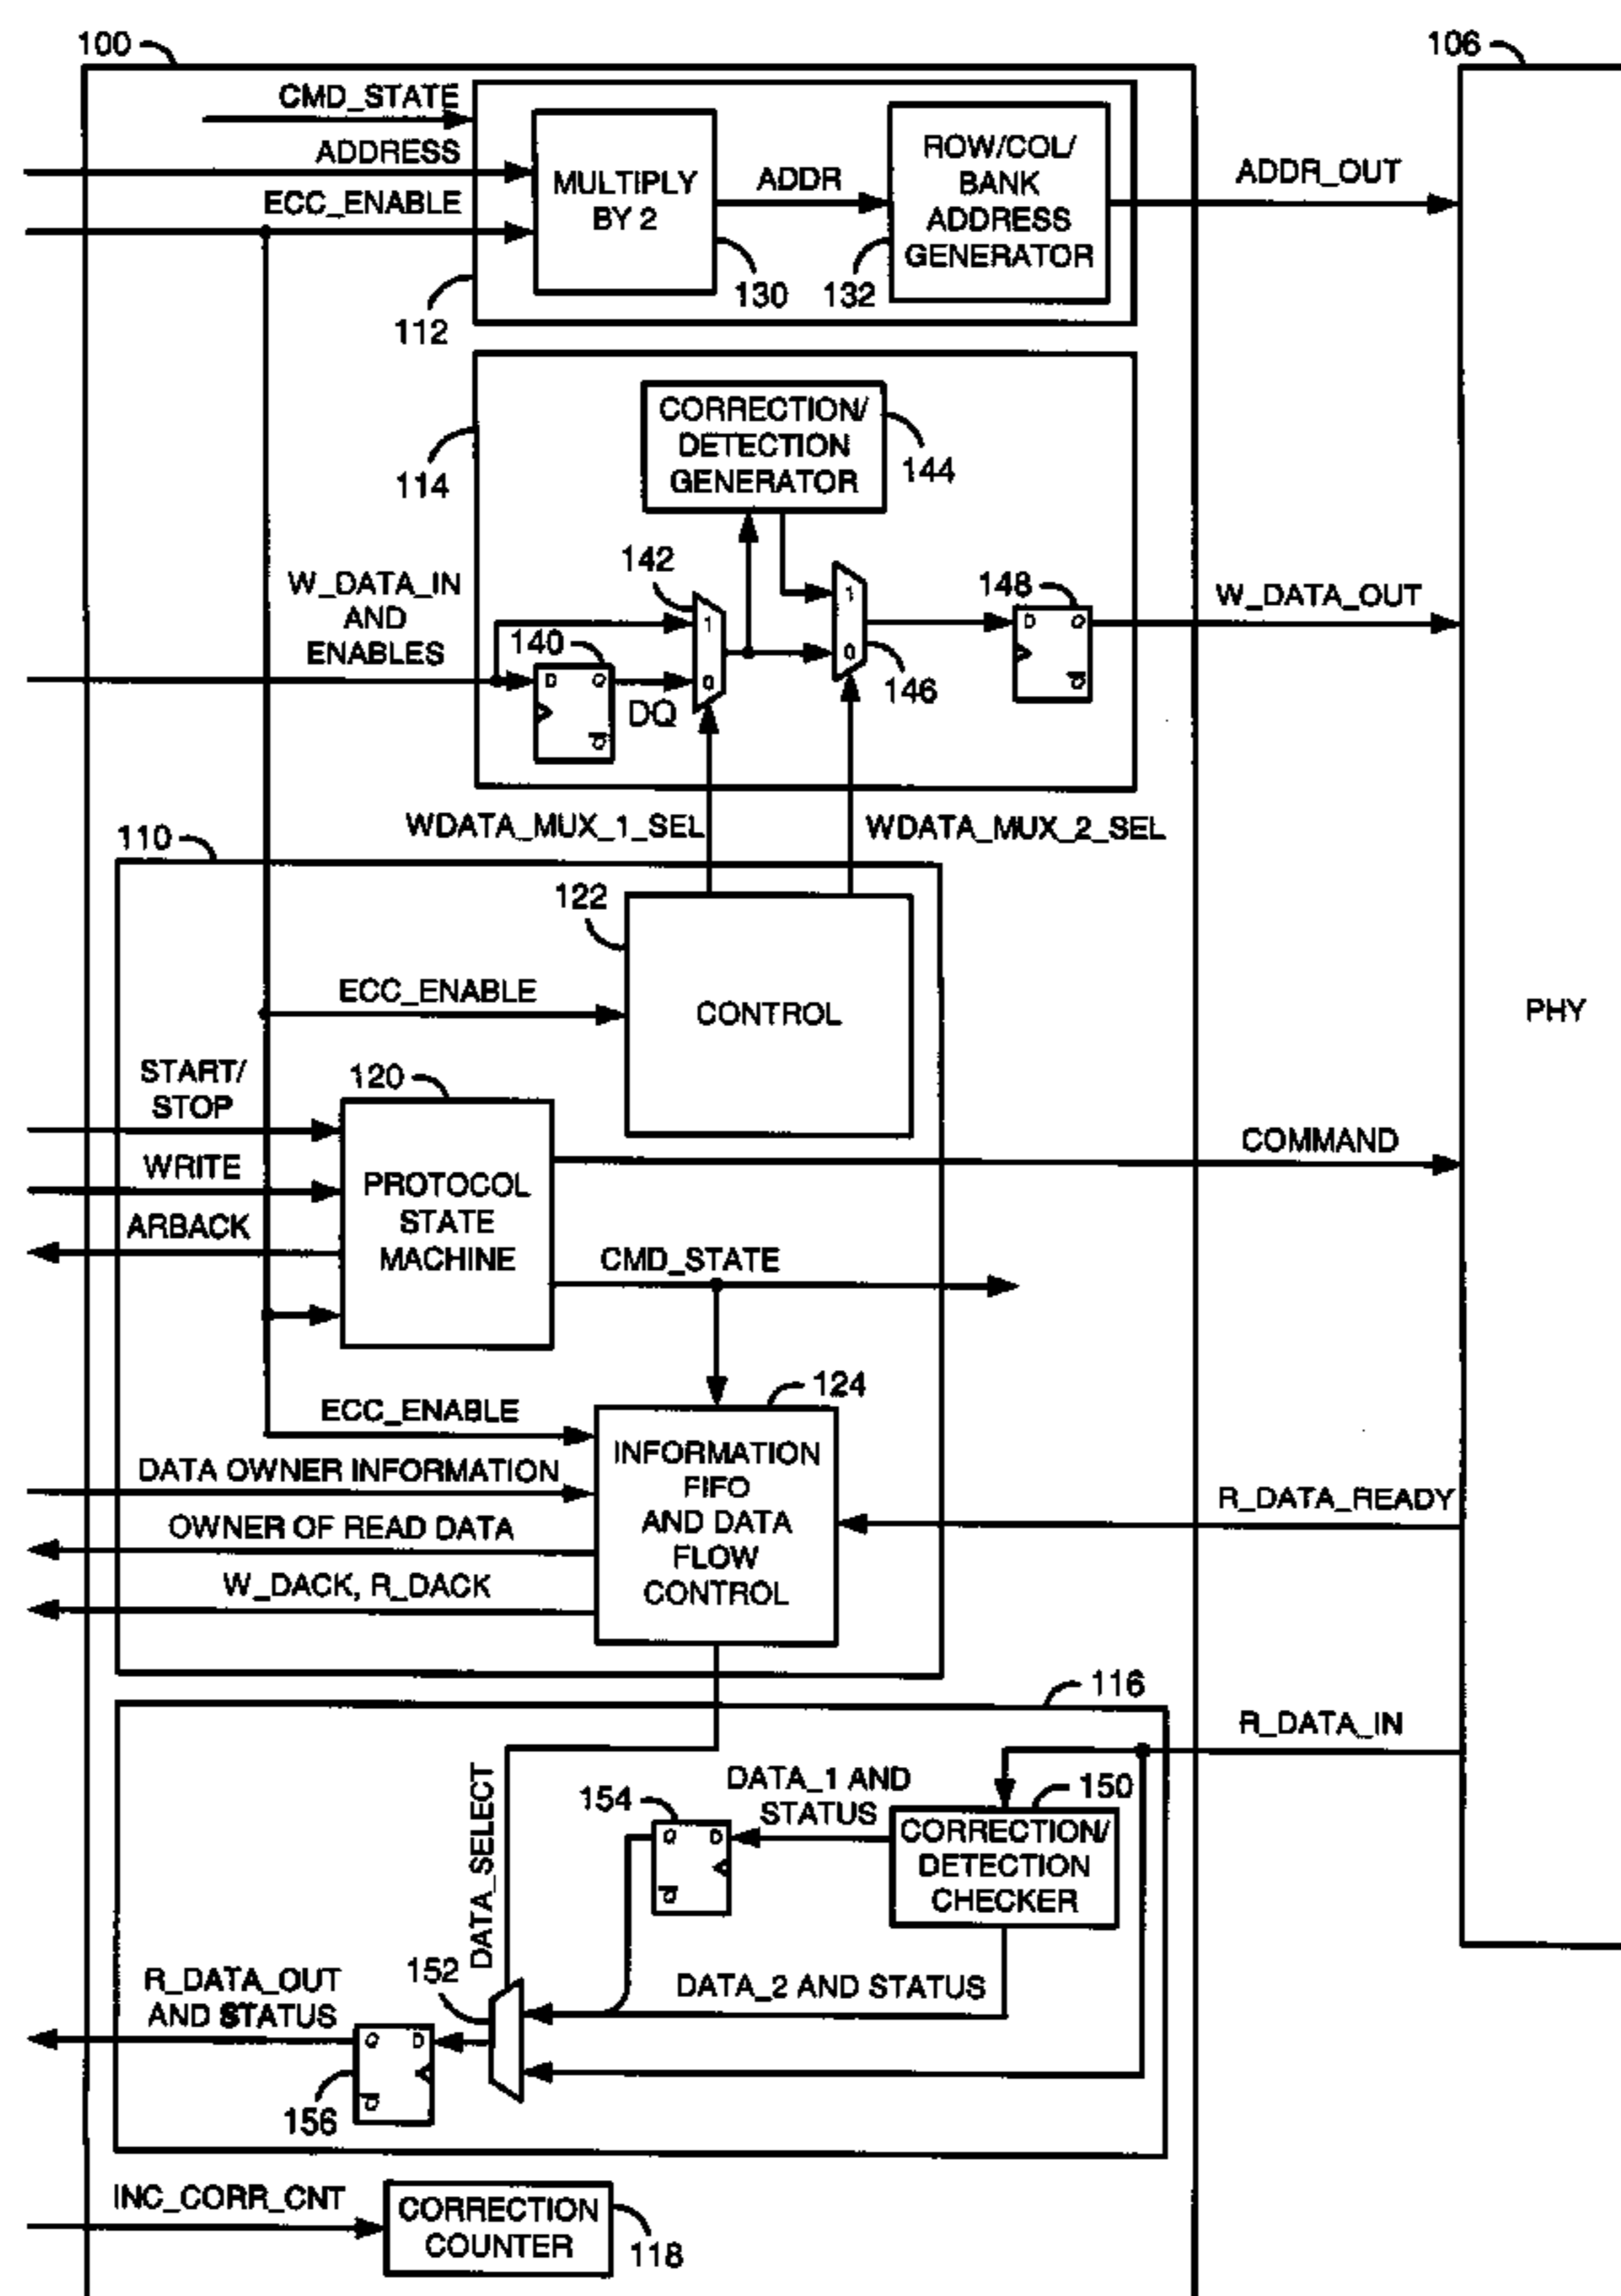 100
106
CMD_STATE
ADDRESS
ECC_ENABLE
MULTIPLY
BY 2
ADDR
ROW/COL/
BANK
ADDRESS
GENERATOR
ADDR_OUT
130
132
112
CORRECTION/
DETECTION
GENERATOR
144
114
142
W_DATA_IN
AND
ENABLES
140
D
Q
Q
DQ
1
0
1
0
146
148
D
Q
Q
W_DATA_OUT
WDATA_MUX_1_SEL
WDATA_MUX_2_SEL
110
122
ECC_ENABLE
CONTROL
PHY
START/
STOP
120
WRITE
ARBACK
PROTOCOL
STATE
MACHINE
COMMAND
CMD_STATE
124
ECC_ENABLE
DATA OWNER INFORMATION
OWNER OF READ DATA
W_DACK, R_DACK
INFORMATION
FIFO
AND DATA
FLOW
CONTROL
R_DATA_READY
116
R_DATA_IN
DATA_SELECT
154
DATA_1 AND
STATUS
150
Q
D
Q
CORRECTION/
DETECTION
CHECKER
152
DATA_2 AND STATUS
R_DATA_OUT
AND STATUS
Q
D
Q
156
INC_CORR_CNT
CORRECTION
COUNTER
118